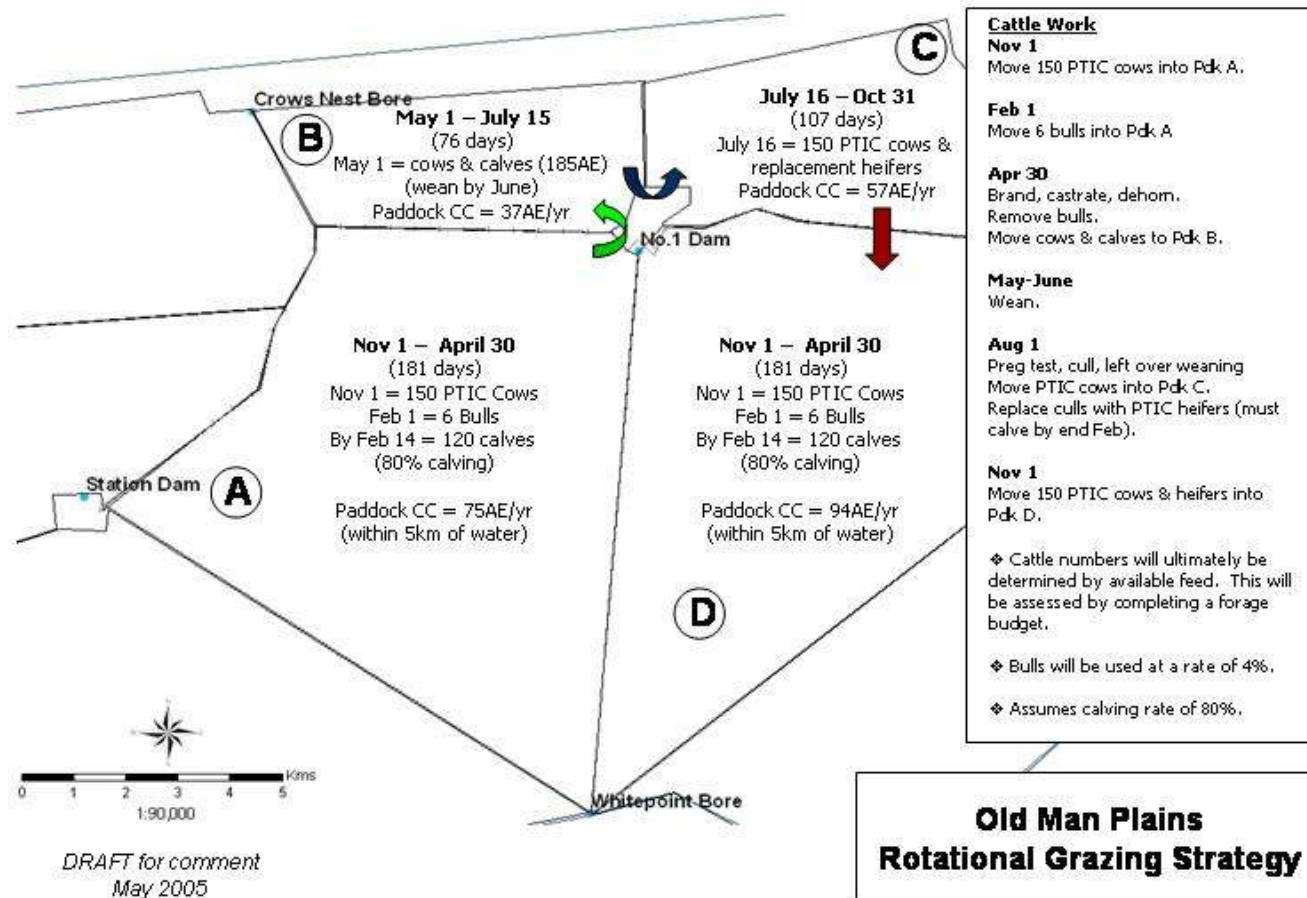 Crows Nest Bore
B
May 1 – July 15
(76 days)
May 1 = cows & calves (185AE)
(wean by June)
Paddock CC = 37AE/yr
C
July 16 – Oct 31
(107 days)
July 16 = 150 PTIC cows &
replacement heifers
Paddock CC = 57AE/yr
No.1 Dam
Nov 1 – April 30
(181 days)
Nov 1 = 150 PTIC Cows
Feb 1 = 6 Bulls
By Feb 14 = 120 calves
(80% calving)
Paddock CC = 75AE/yr
(within 5km of water)
Station Dam
A
Nov 1 – April 30
(181 days)
Nov 1 = 150 PTIC Cows
Feb 1 = 6 Bulls
By Feb 14 = 120 calves
(80% calving)
Paddock CC = 94AE/yr
(within 5km of water)
D
Whitepoint Bore
Kms
0 1 2 3 4 5
1:90,000
DRAFT for comment
May 2005
Cattle Work
Nov 1
Move 150 PTIC cows into Pdk A.
Feb 1
Move 6 bulls into Pdk A
Apr 30
Brand, castrate, dehorn.
Remove bulls.
Move cows & calves to Pdk B.
May-June
Wean.
Aug 1
Preg test, cull, left over weaning
Move PTIC cows into Pdk C.
Replace culls with PTIC heifers (must
calve by end Feb).
Nov 1
Move 150 PTIC cows & heifers into
Pdk D.
❖ Cattle numbers will ultimately be
determined by available feed. This will
be assessed by completing a forage
budget.
❖ Bulls will be used at a rate of 4%.
❖ Assumes calving rate of 80%.
Old Man Plains
Rotational Grazing Strategy